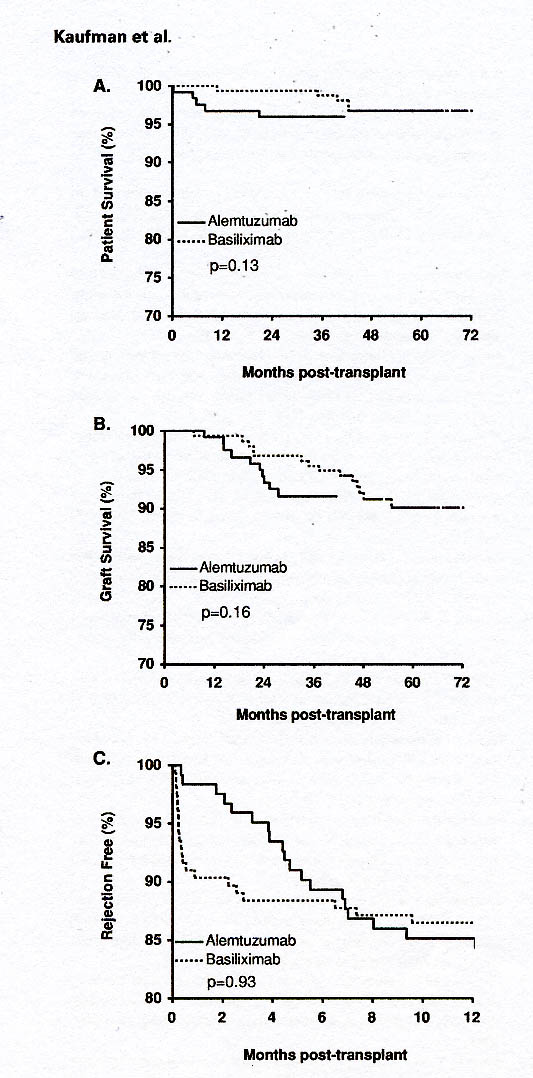 Kaufman et al.
A.
Patient Survival (%)
100
95
90
85
80
75
70
Alemtuzumab
Basiliximab
p=0.13
0 12 24 36 48 60 72
Months post-transplant
B.
Graft Survival (%)
100
95
90
85
80
75
70
Alemtuzumab
Basiliximab
p=0.16
0 12 24 36 48 60 72
Months post-transplant
C.
Rejection Free (%)
100
95
90
85
80
Alemtuzumab
Basiliximab
p=0.93
0 2 4 6 8 10 12
Months post-transplant